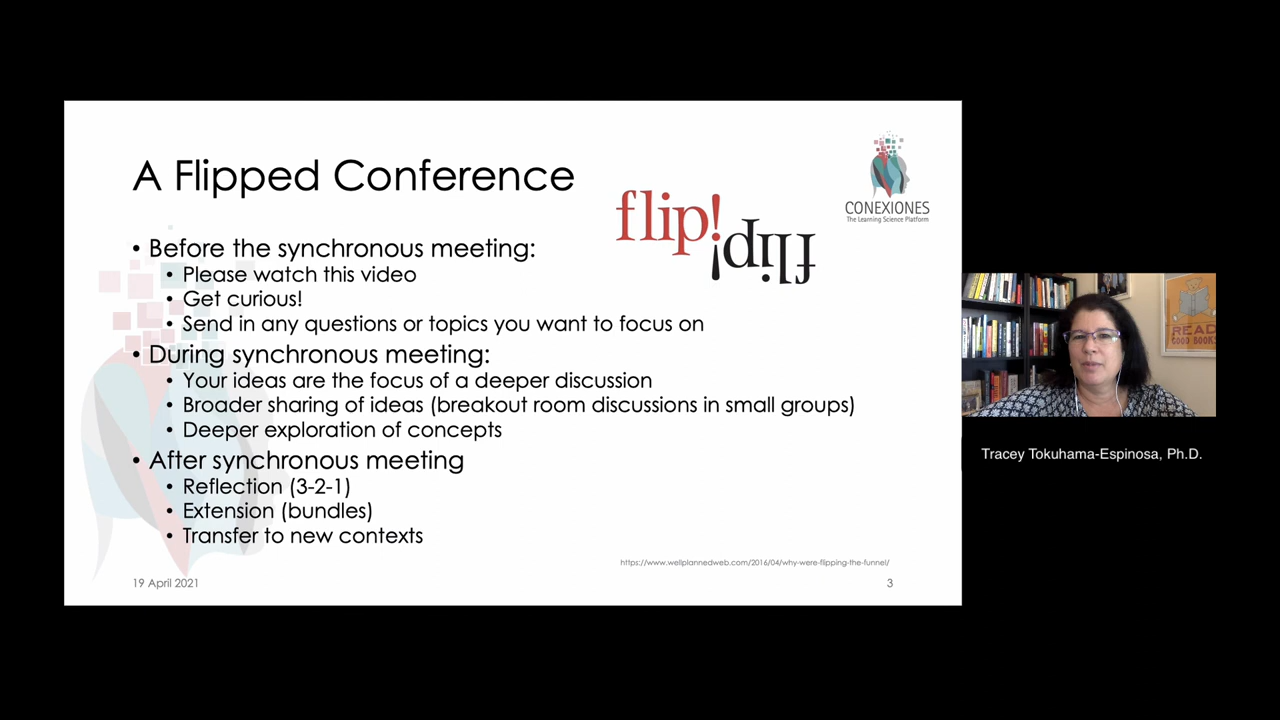 A Flipped Conference
flip!
flip!
CONEXIONES
The Learning Science Platform
• Before the synchronous meeting:
• Please watch this video
• Get curious!
• Send in any questions or topics you want to focus on
• During synchronous meeting:
• Your ideas are the focus of a deeper discussion
• Broader sharing of ideas (breakout room discussions in small groups)
• Deeper exploration of concepts
• After synchronous meeting
• Reflection (3-2-1)
• Extension (bundles)
• Transfer to new contexts
https://www.wellplannedweb.com/2016/04/why-were-flipping-the-funnel/
19 April 2021
3
READ
GOOD BOOKS
Tracey Tokuhama-Espinosa, Ph.D.